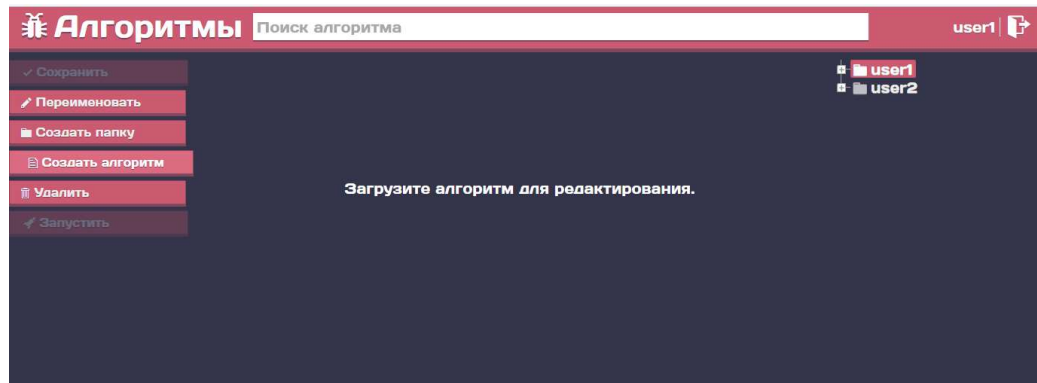 Алгоритмы Поиск алгоритма user1
Сохранить
Переименовать
Создать папку
Создать алгоритм
Удалить
Запустить
Загрузите алгоритм для редактирования.
user1
user2